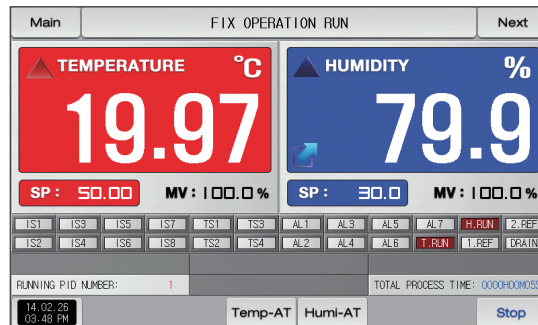 Main FIX OPERATION RUN Next
TEMPERATURE °C HUMIDITY %
19.97 79.9
SP : 50.00 MV : 100.0 % SP : 30.0 MV : 100.0 %
IS1 IS3 IS5 IS7 TS1 TS3 AL1 AL3 AL5 AL7 H.RUN 2.REF
IS2 IS4 IS6 IS8 TS2 TS4 AL2 AL4 AL6 T.RUN 1.REF DRAIN
RUNNING PID NUMBER: 1 TOTAL PROCESS TIME: 0000H00M05S
14.02.26
03:48 PM Temp-AT Humi-AT Stop